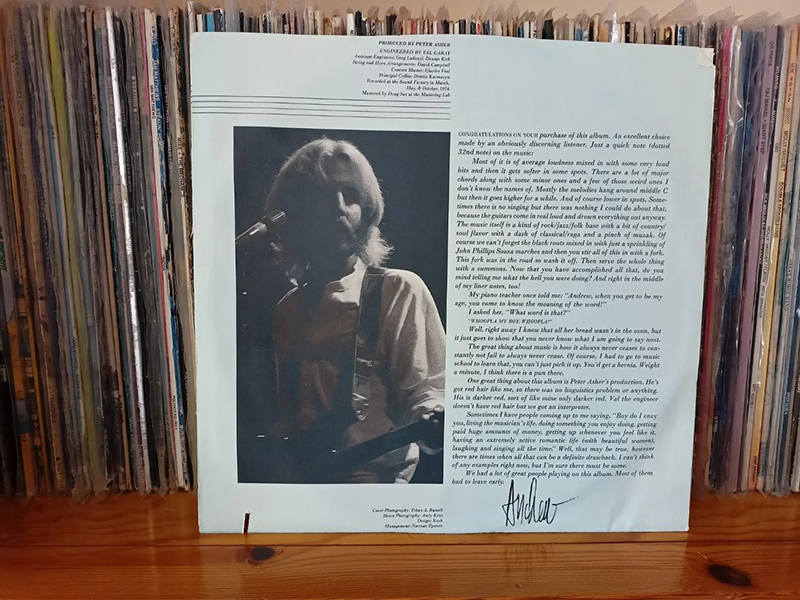 PRODUCED BY PETER ASHER
ENGINEERED BY VAL GARAY
Assistant Engineers: Greg Ladanyi, Dennis Kirk
String and Horn Arrangements: David Campbell
Concert Master: Charles Veal
Principal Cellist: Dennis Karmazyn
Recorded at the Sound Factory in March,
May, & October, 1976
Mastered by Doug Sax at the Mastering Lab
CONGRATULATIONS ON YOUR purchase of this album. An excellent choice
made by an obviously discerning listener. Just a quick note (dotted
32nd note) on the music:
Most of it is of average loudness mixed in with some very loud
bits and then it gets softer in some spots. There are a lot of major
chords along with some minor ones and a few of those weird ones I
don't know the names of. Mostly the melodies hang around middle C
but then it goes higher for a while. And of course lower in spots. Some-
times there is no singing but there was nothing I could do about that,
because the guitars come in real loud and drown everything out anyway.
The music itself is a kind of rock/jazz/folk base with a bit of country/
soul flavor with a dash of classical/raga and a pinch of muzak. Of
course we can't forget the black roots mixed in with just a sprinkling of
John Phillips Sousa marches and then you stir all of this in with a fork.
This fork was in the road so wash it off. Then serve the whole thing
with a summons. Now that you have accomplished all that, do you
mind telling me what the hell you were doing? And right in the middle
of my liner notes, too!
My piano teacher once told me: "Andrew, when you get to be my
age, you come to know the meaning of the word!"
I asked her, "What word is that?"
"WHOOPLA MY BOY, WHOOPLA!"
Well, right away I knew that all her bread wasn't in the oven, but
it just goes to show that you never know what I am going to say next.
The great thing about music is how it always never ceases to con-
stantly not fail to always never cease. Of course, I had to go to music
school to learn that, you can't just pick it up. You'd get a hernia. Weight
a minute, I think there is a pun there.
One great thing about this album is Peter Asher's production. He's
got red hair like me, so there was no linguistics problem or anything.
His is darker red, sort of like mine only darker red. Val the engineer
doesn't have red hair but we got an interpreter.
Sometimes I have people coming up to me saying, "Boy do I envy
you, living the musician's life, doing something you enjoy doing, getting
paid huge amounts of money, getting up whenever you feel like it,
having an extremely active romantic life (with beautiful women),
laughing and singing all the time." Well, that may be true, however
there are times when all that can be a definite drawback. I can't think
of any examples right now, but I'm sure there must be some.
We had a lot of great people playing on this album. Most of them
had to leave early.
Andrew
Cover Photography: Ethan A. Russell
Sleeve Photography: Andy Kent
Design: Kosh
Management: Norman Epstein